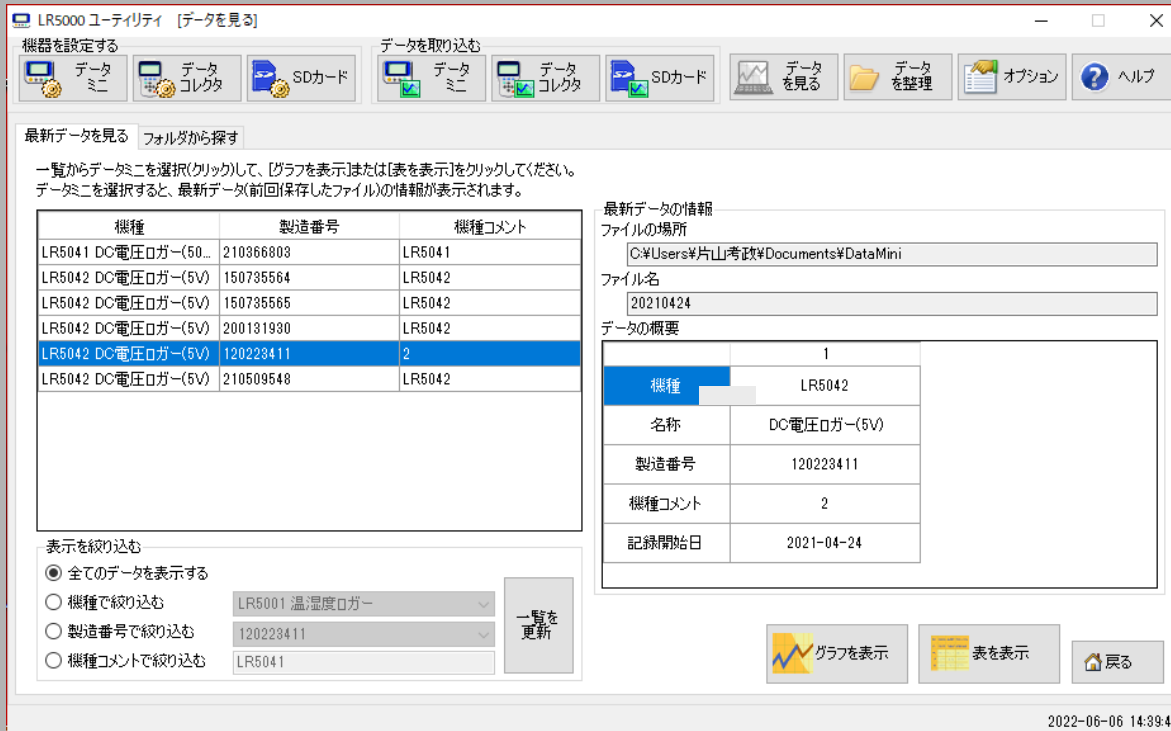 LR5000 ユーティリティ [データを見る]
機器を設定する
データを取り込む
データ
ミニ
データ
コレクタ
SDカード
データ
ミニ
データ
コレクタ
SDカード
データ
を見る
データ
を整理
オプション
ヘルプ
最新データを見る
フォルダから探す
一覧からデータミニを選択(クリック)して、[グラフを表示]または[表を表示]をクリックしてください。
データミニを選択すると、最新データ(前回保存したファイル)の情報が表示されます。
機種 製造番号 機種コメント
LR5041 DC電圧ロガー(50... 210366803 LR5041
LR5042 DC電圧ロガー(5V) 150735564 LR5042
LR5042 DC電圧ロガー(5V) 150735565 LR5042
LR5042 DC電圧ロガー(5V) 200131930 LR5042
LR5042 DC電圧ロガー(5V) 120223411 2
LR5042 DC電圧ロガー(5V) 210509548 LR5042
表示を絞り込む
全てのデータを表示する
機種で絞り込む LR5001 温湿度ロガー
製造番号で絞り込む 120223411
機種コメントで絞り込む LR5041
一覧を
更新
最新データの情報
ファイルの場所
C:¥Users¥片山考政¥Documents¥DataMini
ファイル名
20210424
データの概要
1
機種 LR5042
名称 DC電圧ロガー(5V)
製造番号 120223411
機種コメント 2
記録開始日 2021-04-24
グラフを表示
表を表示
戻る
2022-06-06 14:39:4